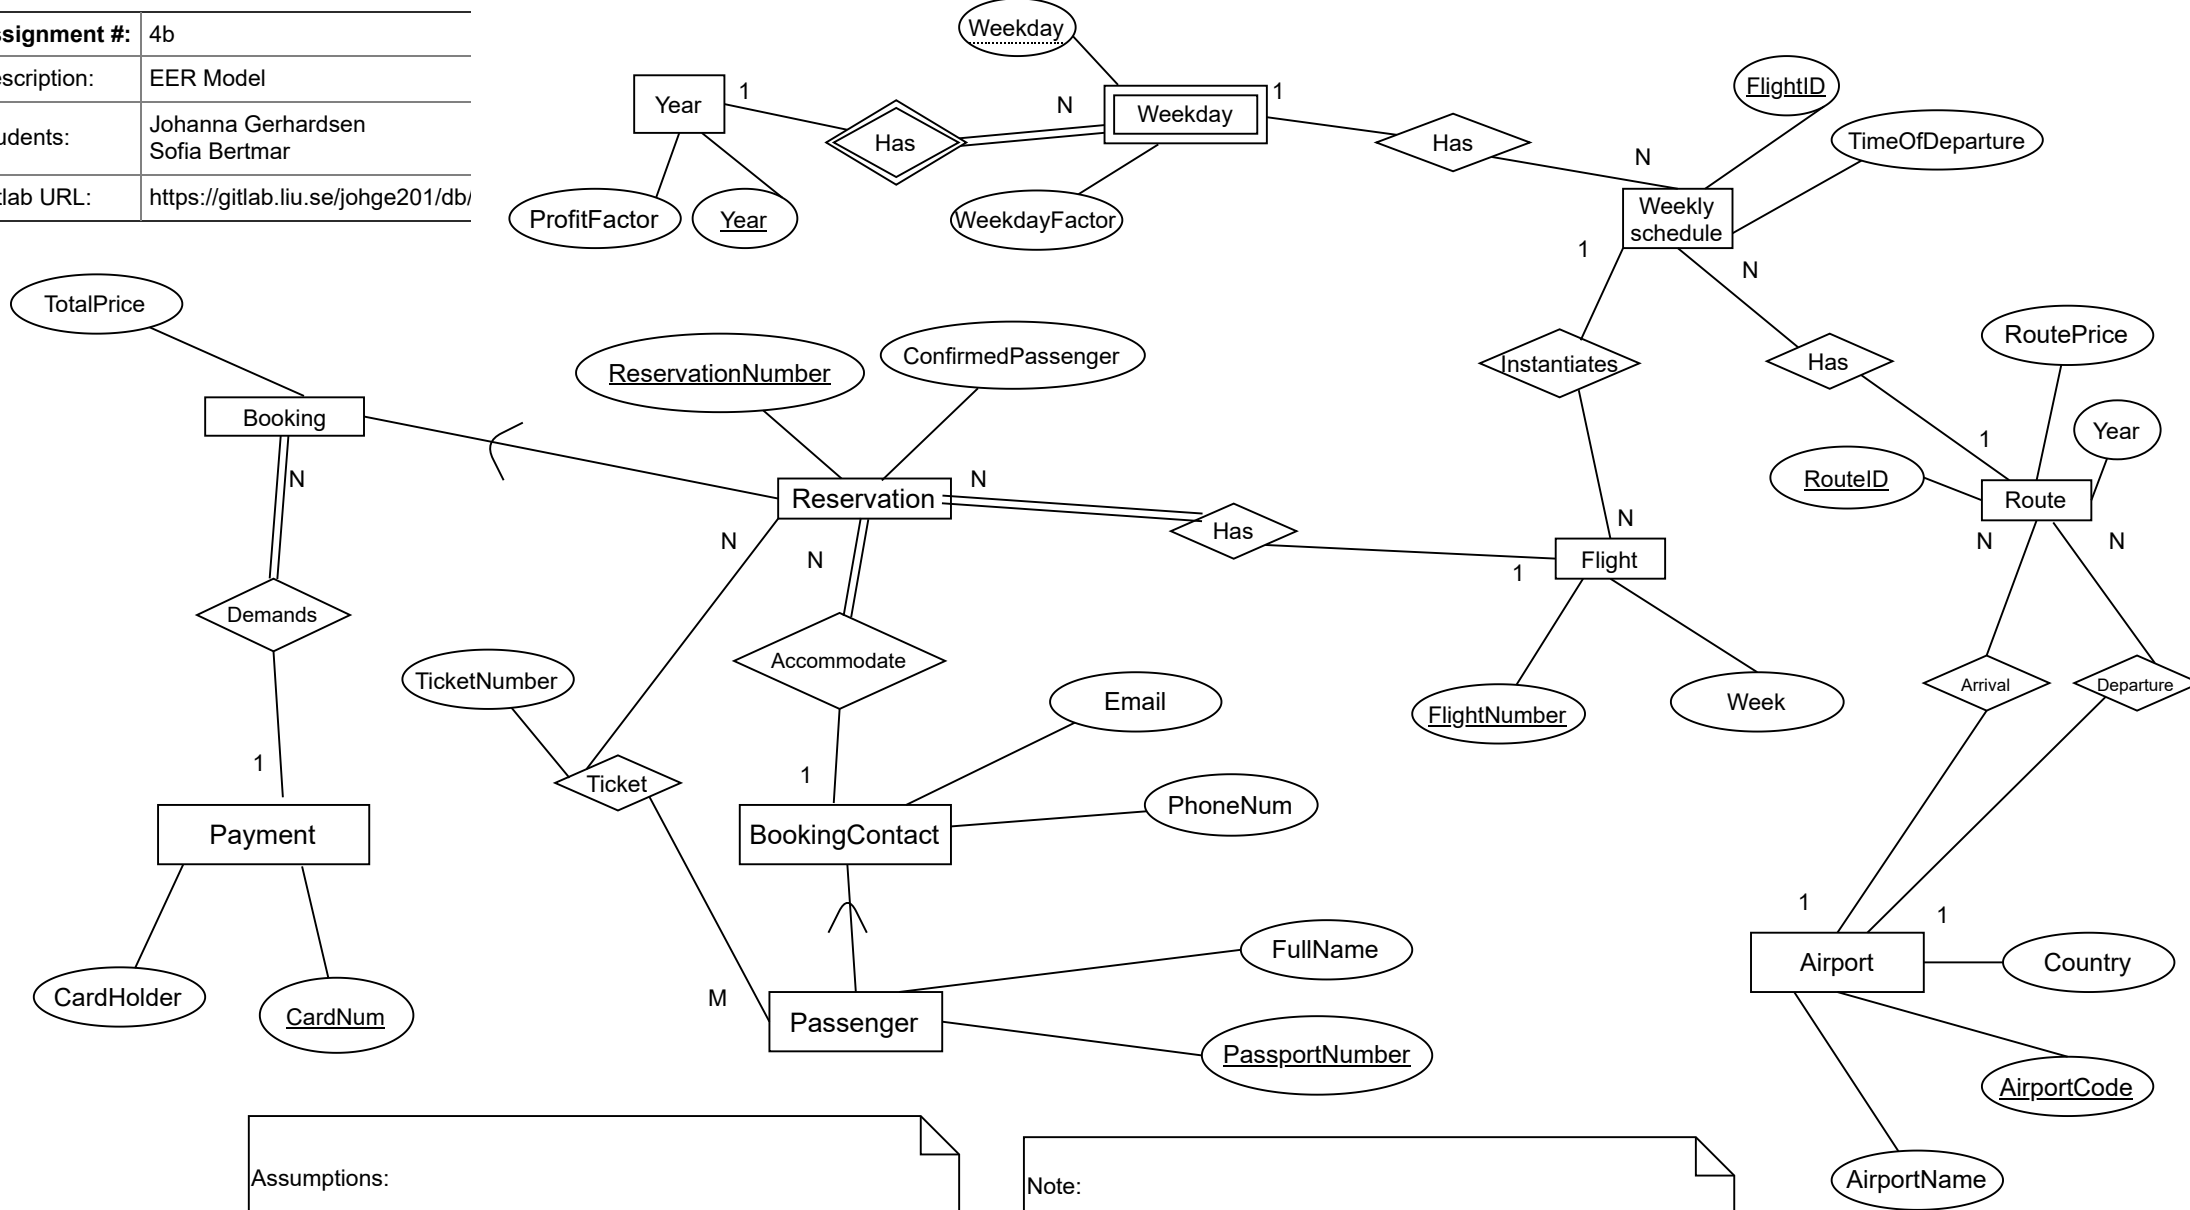 ssignment #: 4b
escription: EER Model
udents: Johanna Gerhardsen
Sofia Bertmar
tlab URL: https://gitlab.liu.se/johge201/db/
Weekday
Year
1
N
Weekday
1
Has
Has
ProfitFactor
Year
WeekdayFactor
FlightID
TimeOfDeparture
N
Weekly
schedule
1
N
TotalPrice
ReservationNumber
ConfirmedPassenger
Instantiates
Has
RoutePrice
Year
Booking
N
Reservation
N
1
RouteID
Route
Has
N
Flight
1
N
N
N
N
Demands
Accommodate
TicketNumber
Email
FlightNumber
Week
Arrival
Departure
1
1
Ticket
PhoneNum
Payment
BookingContact
1
1
CardHolder
CardNum
FullName
M
Passenger
PassportNumber
Airport
Country
AirportCode
AirportName
Assumptions:
Note: